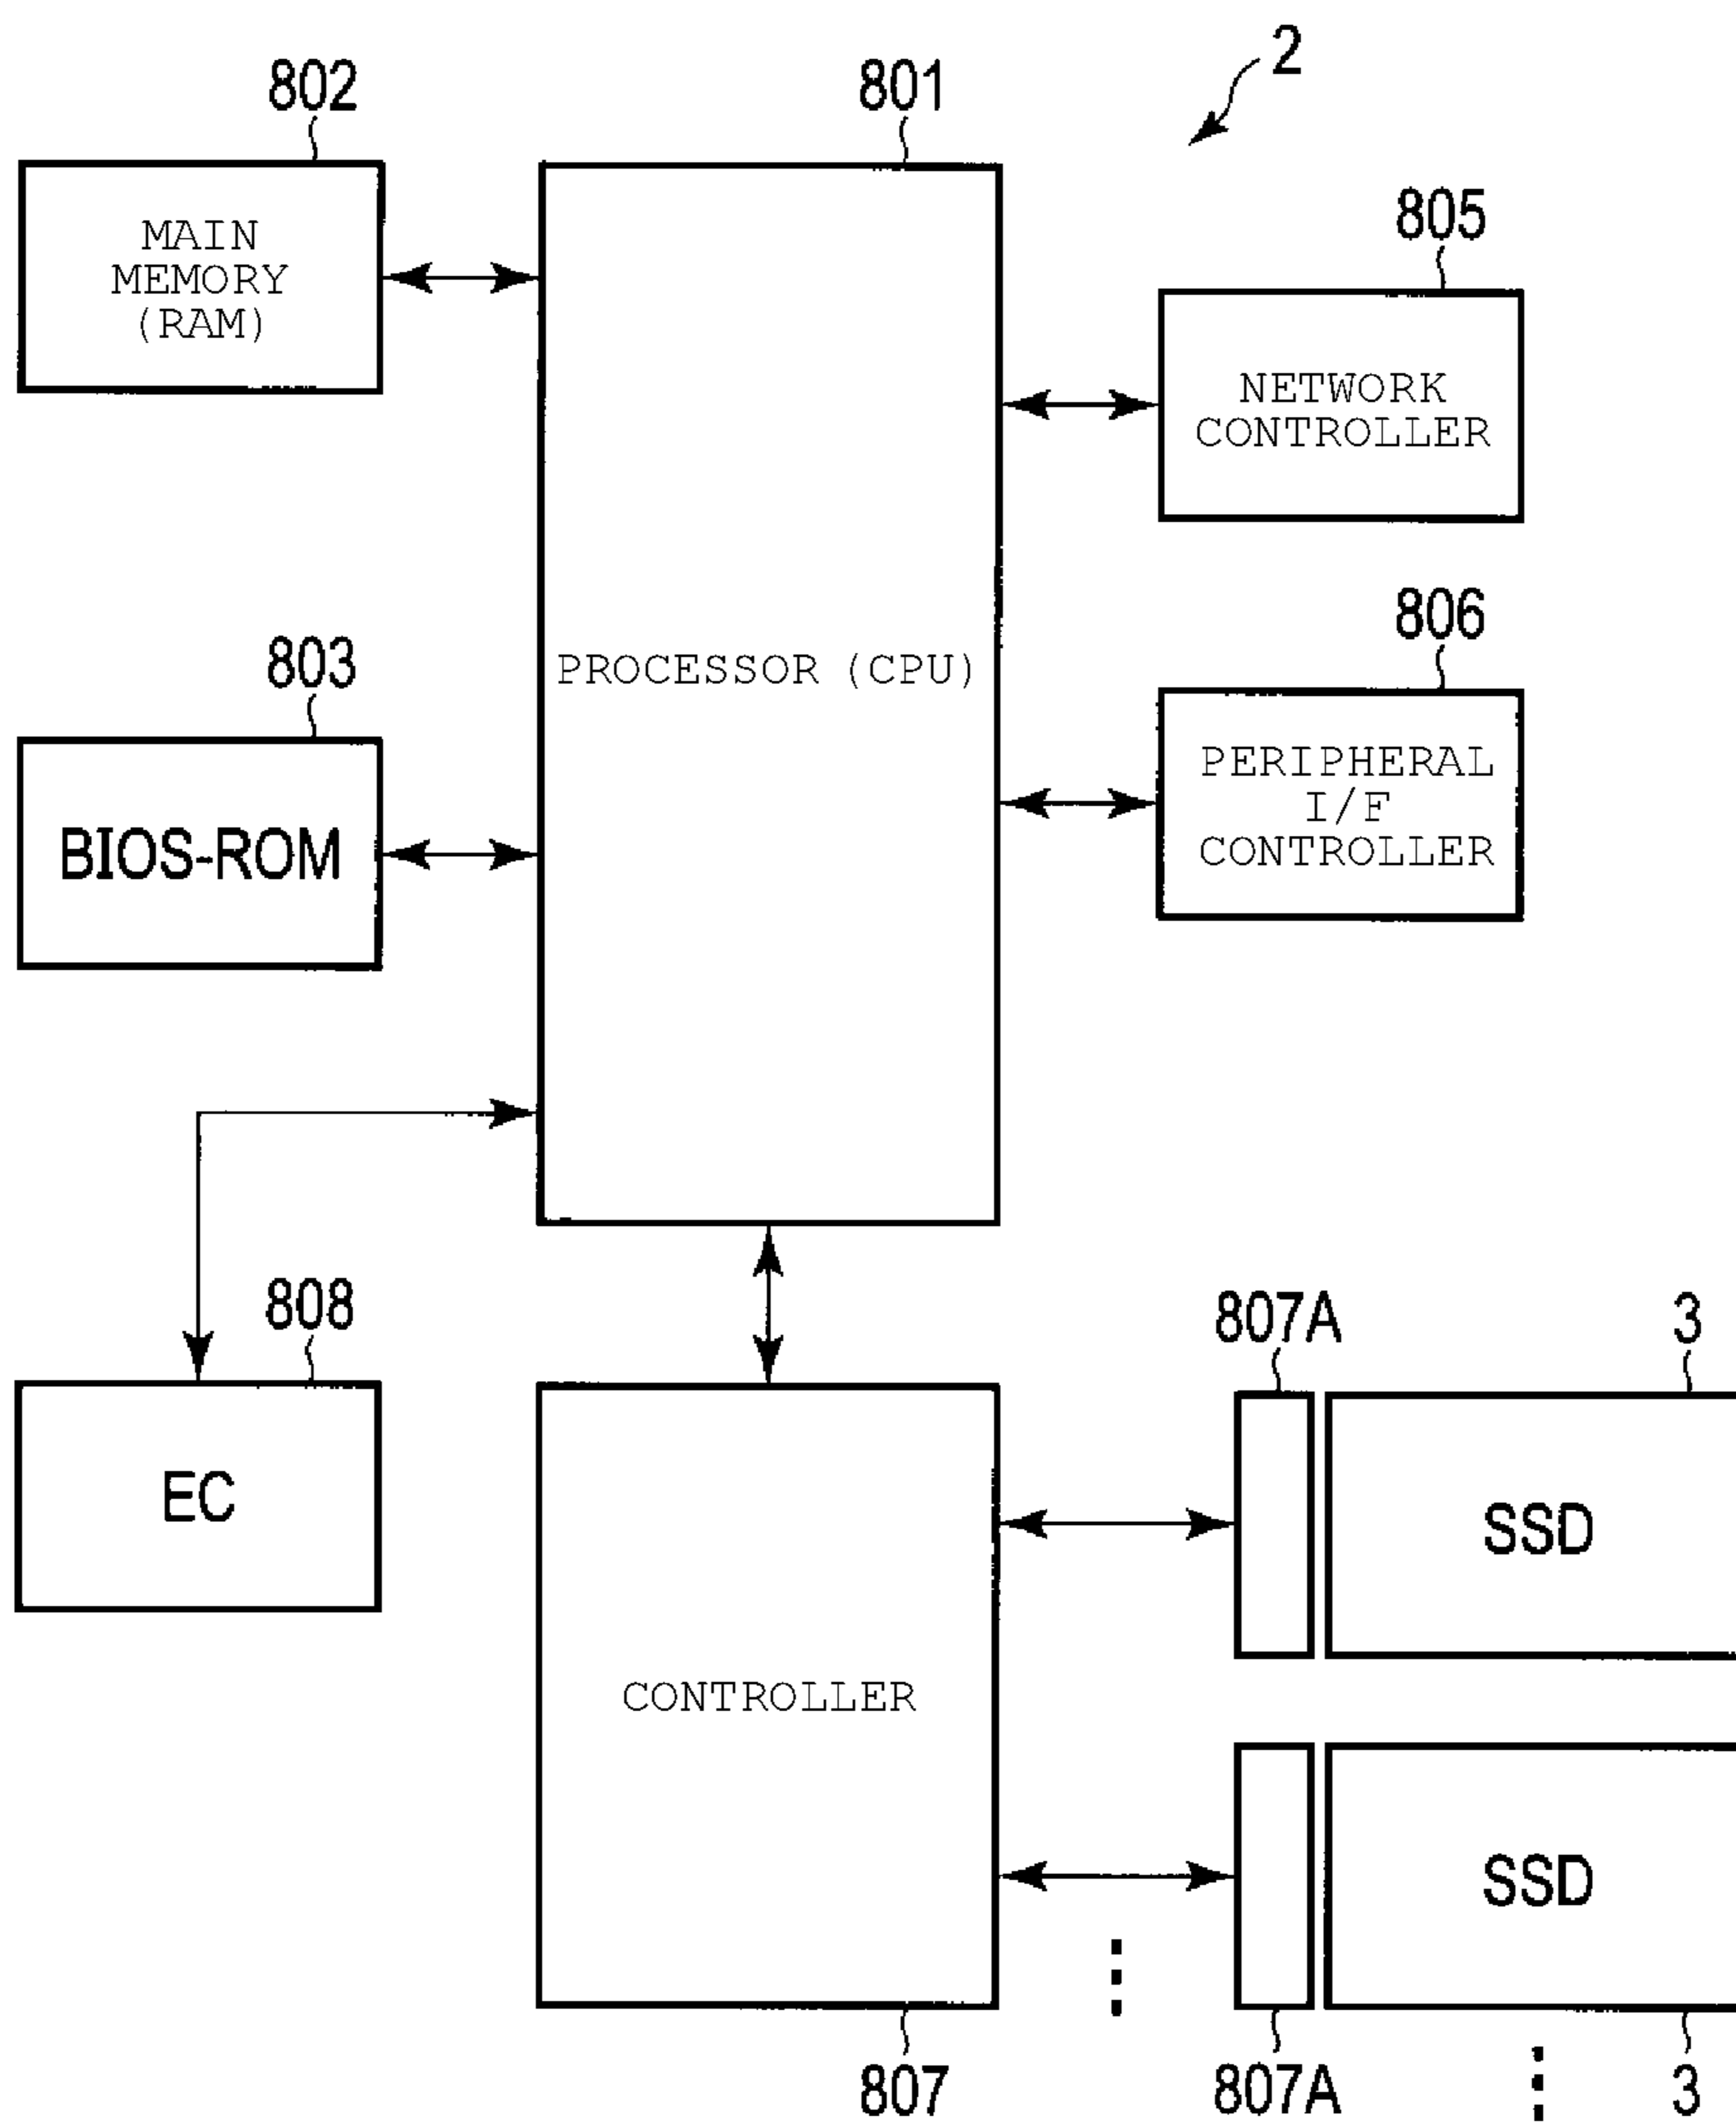 2
802
801
MAIN
MEMORY
(RAM)
805
NETWORK
CONTROLLER
806
803
PROCESSOR (CPU)
PERIPHERAL
I/F
CONTROLLER
BIOS-ROM
808
807A
3
EC
SSD
CONTROLLER
SSD
807
807A
3